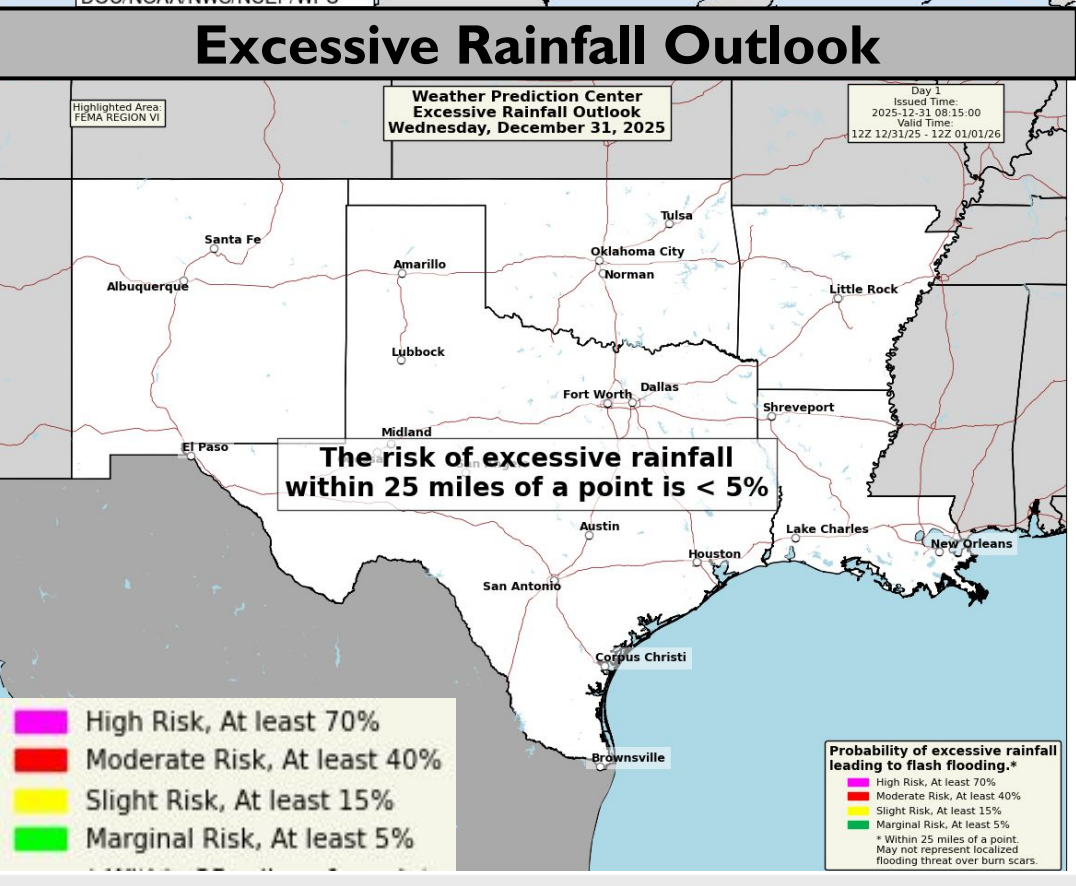 DOC/NOAA/NWS/NCEP/WPC
Excessive Rainfall Outlook
Highlighted Area:
FEMA REGION VI
Weather Prediction Center
Excessive Rainfall Outlook
Wednesday, December 31, 2025
Day 1
Issued Time:
2025-12-31 08:15:00
Valid Time:
12Z 12/31/25 - 12Z 01/01/26
Tulsa
Santa Fe
Oklahoma City
Amarillo
Norman
Albuquerque
Little Rock
Lubbock
Dallas
Fort Worth
Shreveport
Midland
El Paso
The risk of excessive rainfall
within 25 miles of a point is < 5%
Austin
Lake Charles
New Orleans
Houston
San Antonio
Corpus Christi
Brownsville
High Risk, At least 70%
Moderate Risk, At least 40%
Slight Risk, At least 15%
Marginal Risk, At least 5%
Probability of excessive rainfall
leading to flash flooding.*
High Risk, At least 70%
Moderate Risk, At least 40%
Slight Risk, At least 15%
Marginal Risk, At least 5%
* Within 25 miles of a point.
May not represent localized
flooding threat over burn scars.